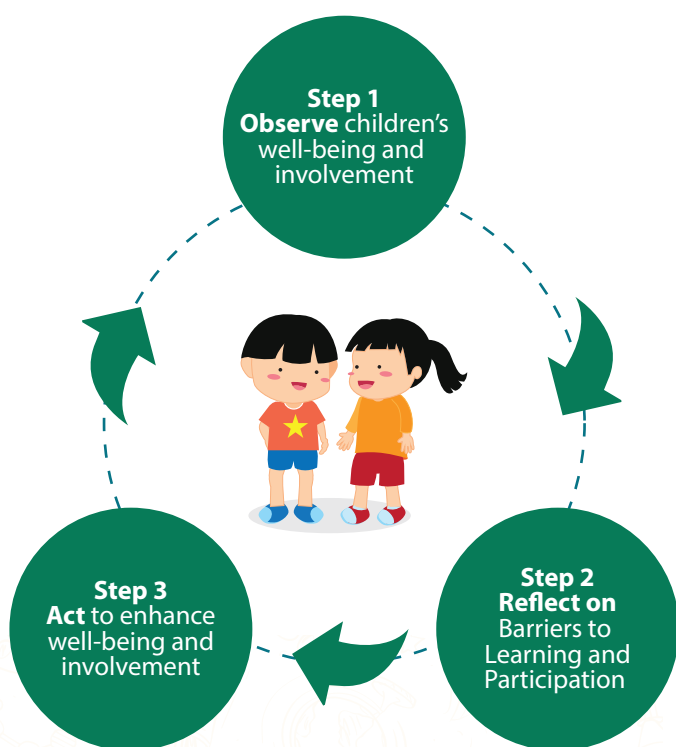 Step 1
Observe children's
well-being and
involvement
Step 2
Reflect on
Barriers to
Learning and
Participation
Step 3
Act to enhance
well-being and
involvement